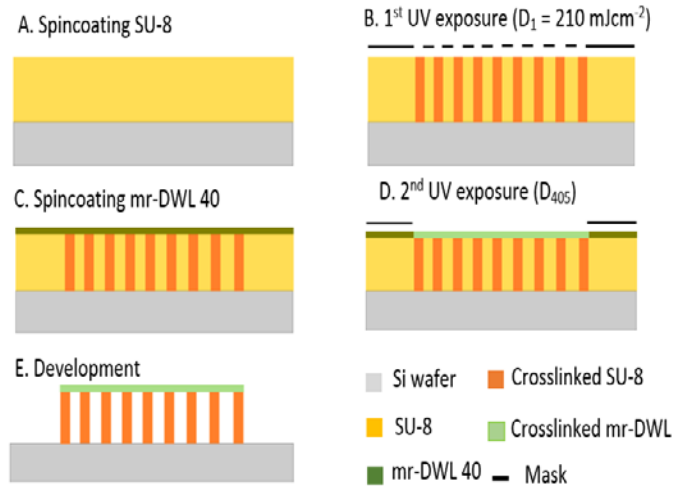 A. Spincoating SU-8
B. 1st UV exposure (D1 = 210 mJcm-2)
C. Spincoating mr-DWL 40
D. 2nd UV exposure (D405)
E. Development
Si wafer
Crosslinked SU-8
SU-8
Crosslinked mr-DWL
mr-DWL 40
Mask